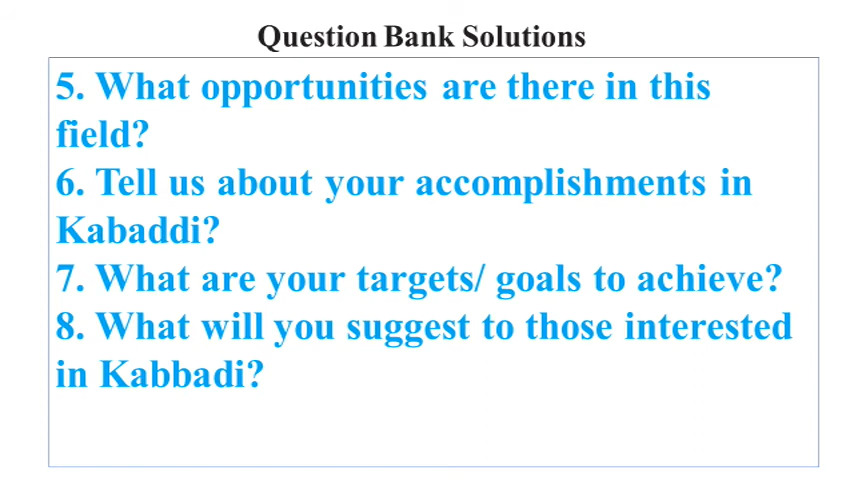 Question Bank Solutions
5. What opportunities are there in this
field?
6. Tell us about your accomplishments in
Kabaddi?
7. What are your targets/ goals to achieve?
8. What will you suggest to those interested
in Kabbadi?